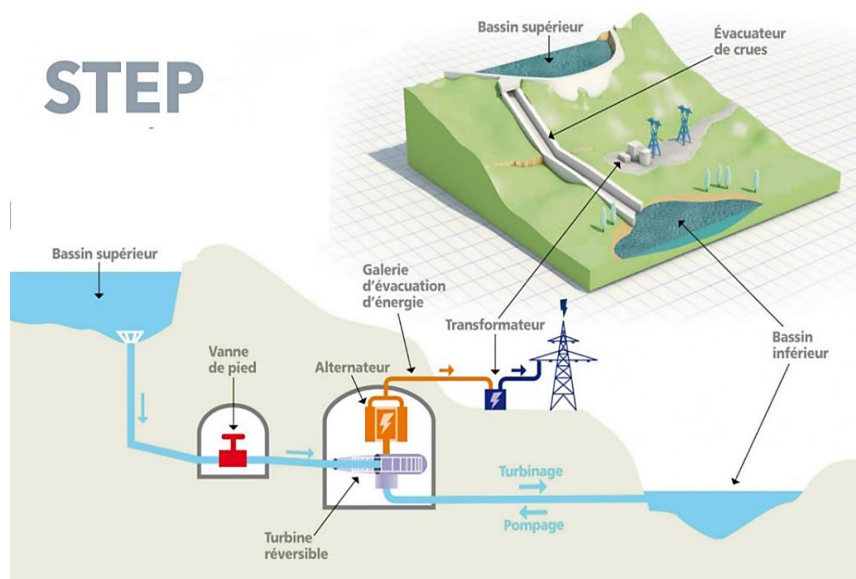 STEP
Bassin supérieur
Évacuateur
de crues
Bassin supérieur
Galerie
d'évacuation
d'énergie
Transformateur
Bassin
inférieur
Vanne
de pied
Alternateur
Turbinage
Pompage
Turbine
réversible